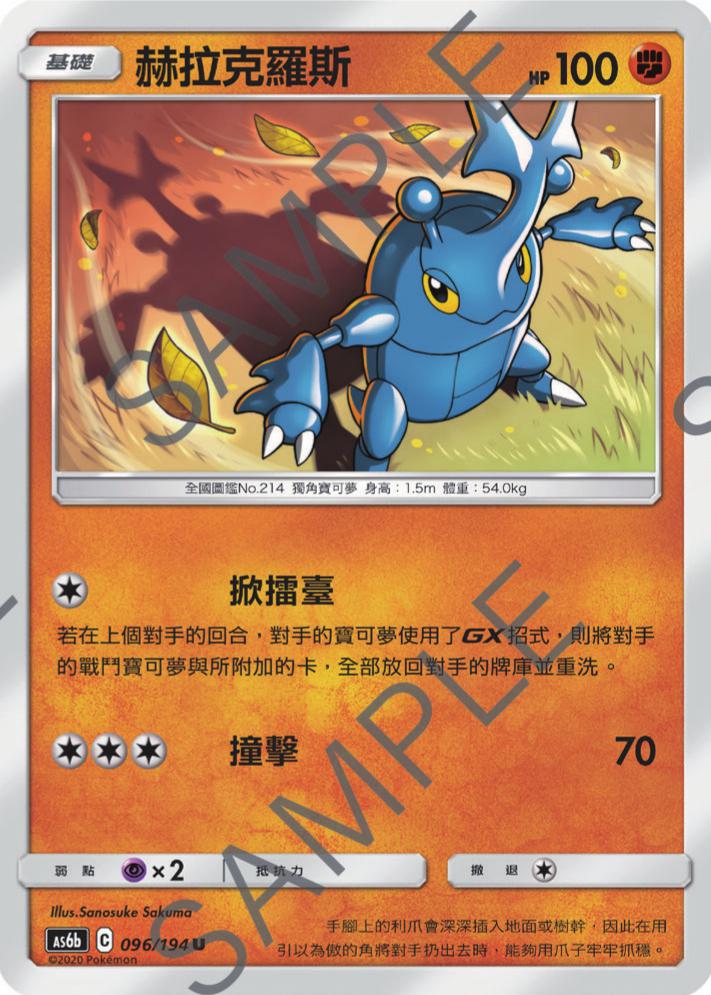 基礎
赫拉克羅斯
HP 100
全國圖鑑No.214 獨角寶可夢 身高：1.5m 體重：54.0kg
掀擂臺
若在上個對手的回合，對手的寶可夢使用了GX招式，則將對手
的戰鬥寶可夢與所附加的卡，全部放回對手的牌庫並重洗。
撞擊 70
弱點 ×2 抵抗力 撤退
Illus.Sanosuke Sakuma
AS6b C 096/194 U
©2020 Pokémon
手腳上的利爪會深深插入地面或樹幹，因此在用
引以為傲的角將對手扔出去時，能夠用爪子牢牢抓穩。
SAMPLE
SAMPLE